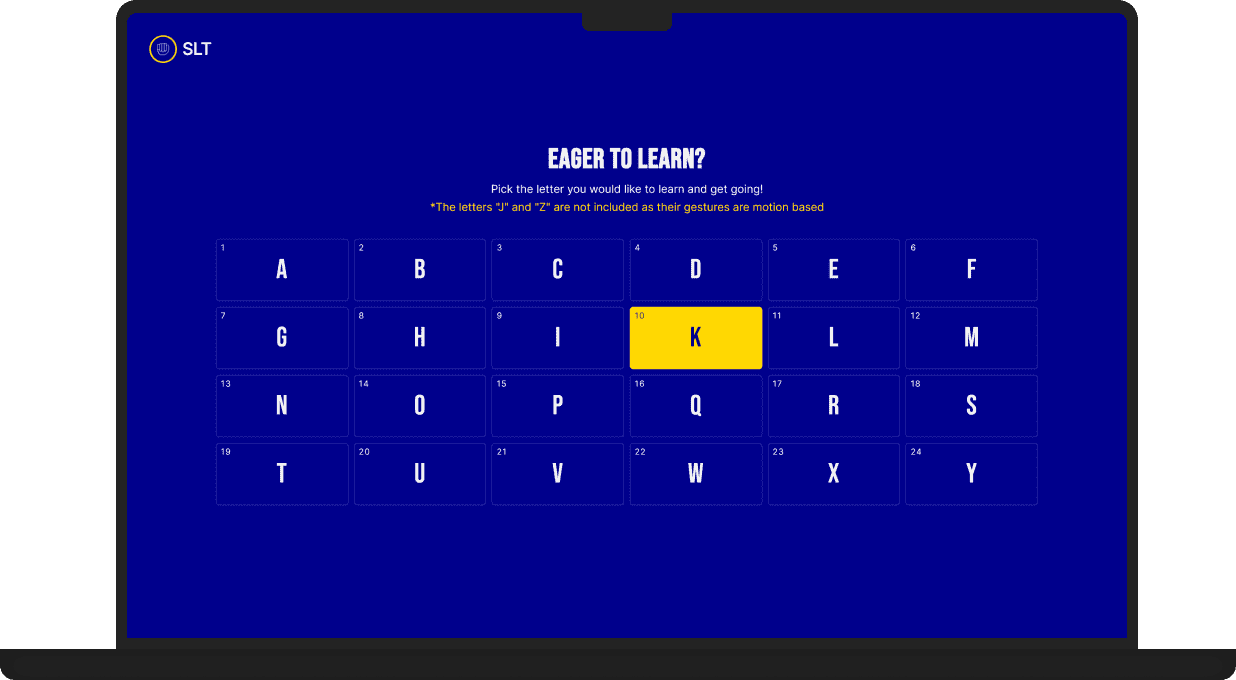 SLT
EAGER TO LEARN?
Pick the letter you would like to learn and get going!
*The letters "J" and "Z" are not included as their gestures are motion based
1 A
2 B
3 C
4 D
5 E
6 F
7 G
8 H
9 I
10 K
11 L
12 M
13 N
14 O
15 P
16 Q
17 R
18 S
19 T
20 U
21 V
22 W
23 X
24 Y